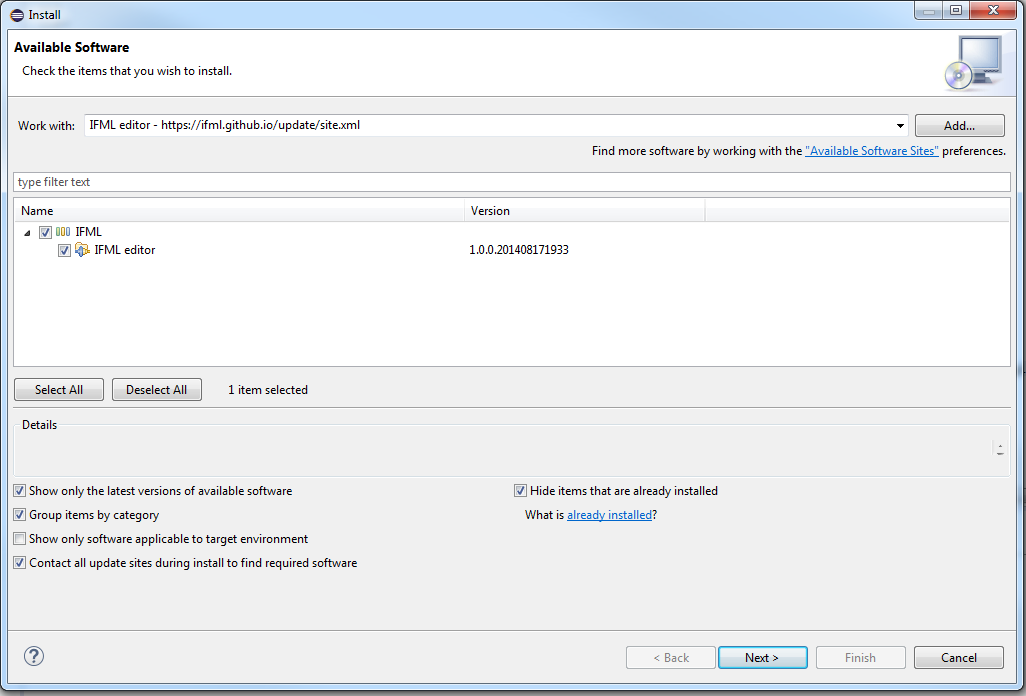 Install
Available Software
Check the items that you wish to install.
Work with: IFML editor - https://ifml.github.io/update/site.xml Add...
Find more software by working with the "Available Software Sites" preferences.
type filter text
Name Version
IFML
IFML editor 1.0.0.201408171933
Select All Deselect All 1 item selected
Details
Show only the latest versions of available software Hide items that are already installed
Group items by category What is already installed?
Show only software applicable to target environment
Contact all update sites during install to find required software
? < Back Next > Finish Cancel